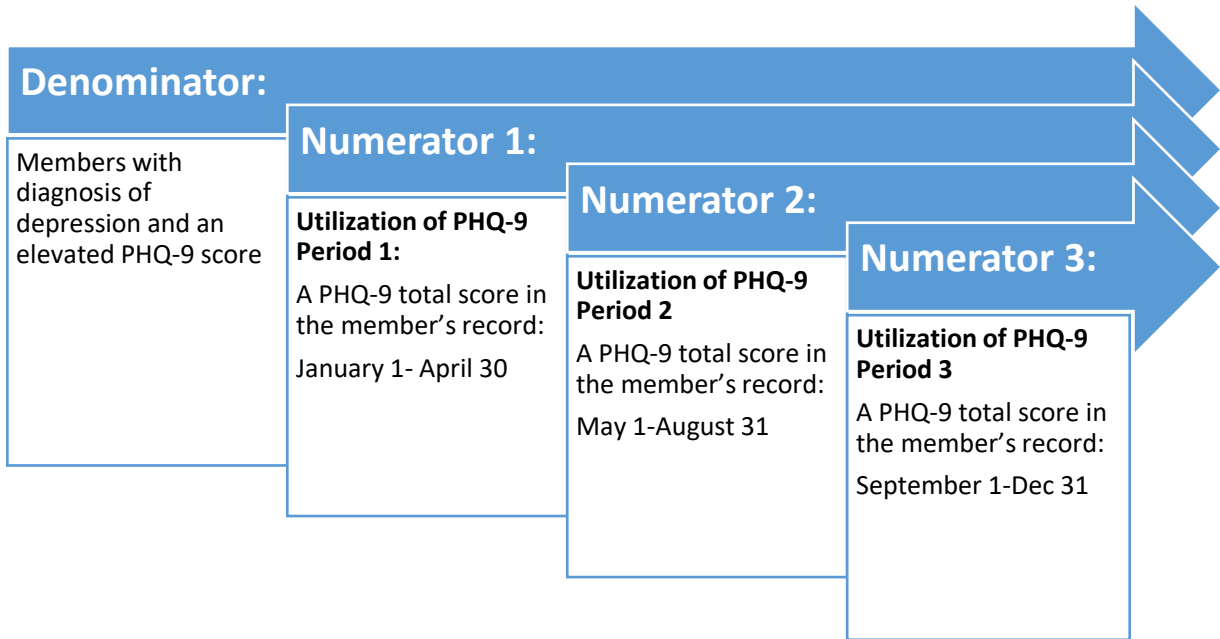 Denominator:
Members with
diagnosis of
depression and an
elevated PHQ-9 score
Numerator 1:
Utilization of PHQ-9
Period 1:
A PHQ-9 total score in
the member's record:
January 1- April 30
Numerator 2:
Utilization of PHQ-9
Period 2
A PHQ-9 total score in
the member's record:
May 1-August 31
Numerator 3:
Utilization of PHQ-9
Period 3
A PHQ-9 total score in
the member's record:
September 1-Dec 31